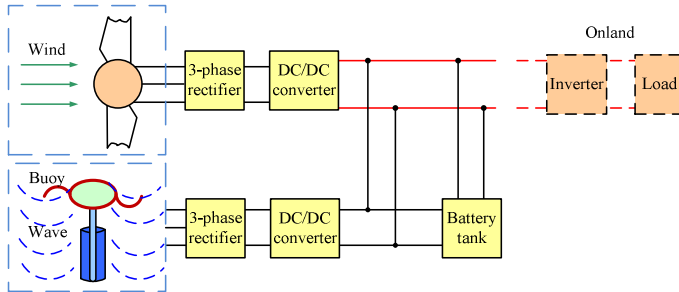 Onland
Wind
3-phase
rectifier
DC/DC
converter
Inverter
Load
Buoy
Wave
3-phase
rectifier
DC/DC
converter
Battery
tank